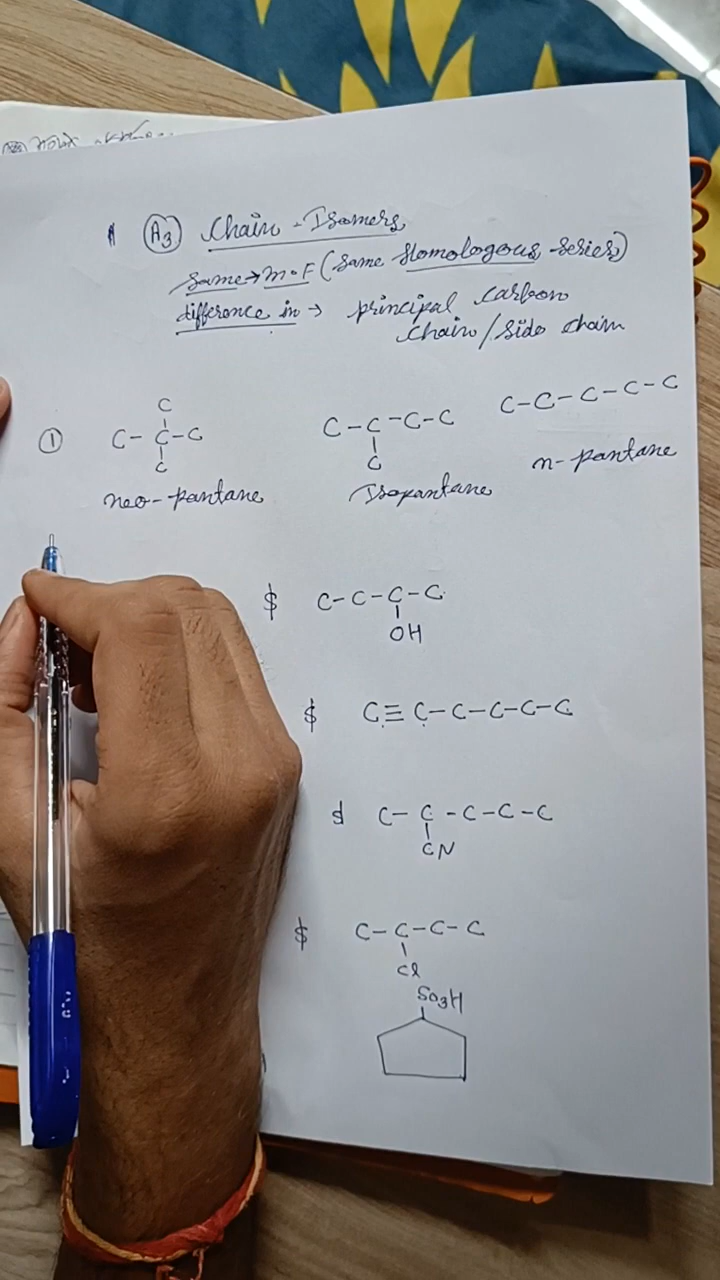 A3) Chain - Isomers
Same → M.F (Same Homologous Series)
difference in → principal carbon
chain / side chain
C
① C - C - C C - C - C - C C - C - C - C - C
C C
neo-pantane Isopantane n-pantane
$ C - C - C - C
OH
$ C ≡ C - C - C - C - C
C - C - C - C - C
CN
$ C - C - C - C
Cl
SO3H